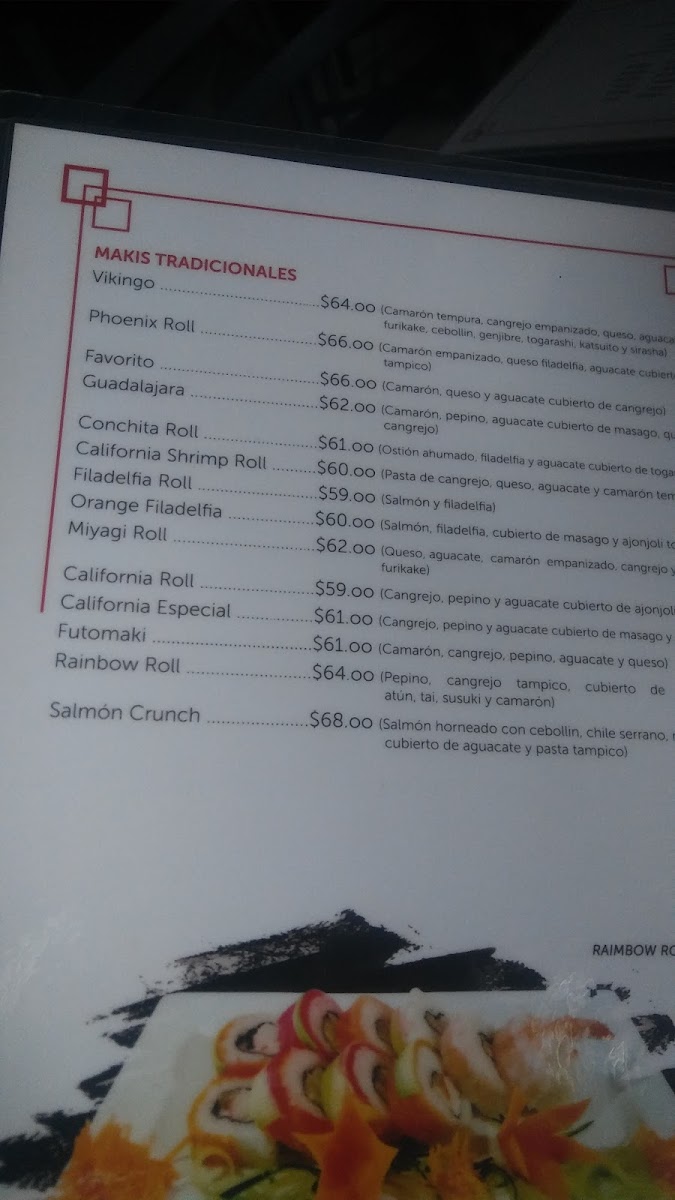 MAKIS TRADICIONALES
Vikingo ........................ $64.00 (Camarón tempura, cangrejo empanizado, queso,
furikake, cebollin, genjibre, togarashi, katsuito y sirasha)
Phoenix Roll ........................ $66.00 (Camarón empanizado, queso filadelfia, aguacate
tampico)
Favorito ........................ $66.00 (Camarón, queso y aguacate cubierto de cangrejo)
Guadalajara ........................ $62.00 (Camarón, pepino, aguacate cubierto de masago,
cangrejo)
Conchita Roll ........................ $61.00 (Ostión ahumado, filadelfia y aguacate cubierto de
California Shrimp Roll ............ $60.00 (Pasta de cangrejo, queso, aguacate y camarón
Filadelfia Roll ........................ $59.00 (Salmón y filadelfia)
Orange Filadelfia .................. $60.00 (Salmón, filadelfia, cubierto de masago y ajonjoli
Miyagi Roll ........................ $62.00 (Queso, aguacate, camarón empanizado, cangrejo y
furikake)
California Roll ........................ $59.00 (Cangrejo, pepino y aguacate cubierto de ajonjoli
California Especial .................. $61.00 (Cangrejo, pepino y aguacate cubierto de masago y
Futomaki ........................ $61.00 (Camarón, cangrejo, pepino, aguacate y queso)
Rainbow Roll ........................ $64.00 (Pepino, cangrejo tampico, cubierto de
atún, tai, susuki y camarón)
Salmón Crunch .................. $68.00 (Salmón horneado con cebollin, chile serrano,
cubierto de aguacate y pasta tampico)
RAIMBOW